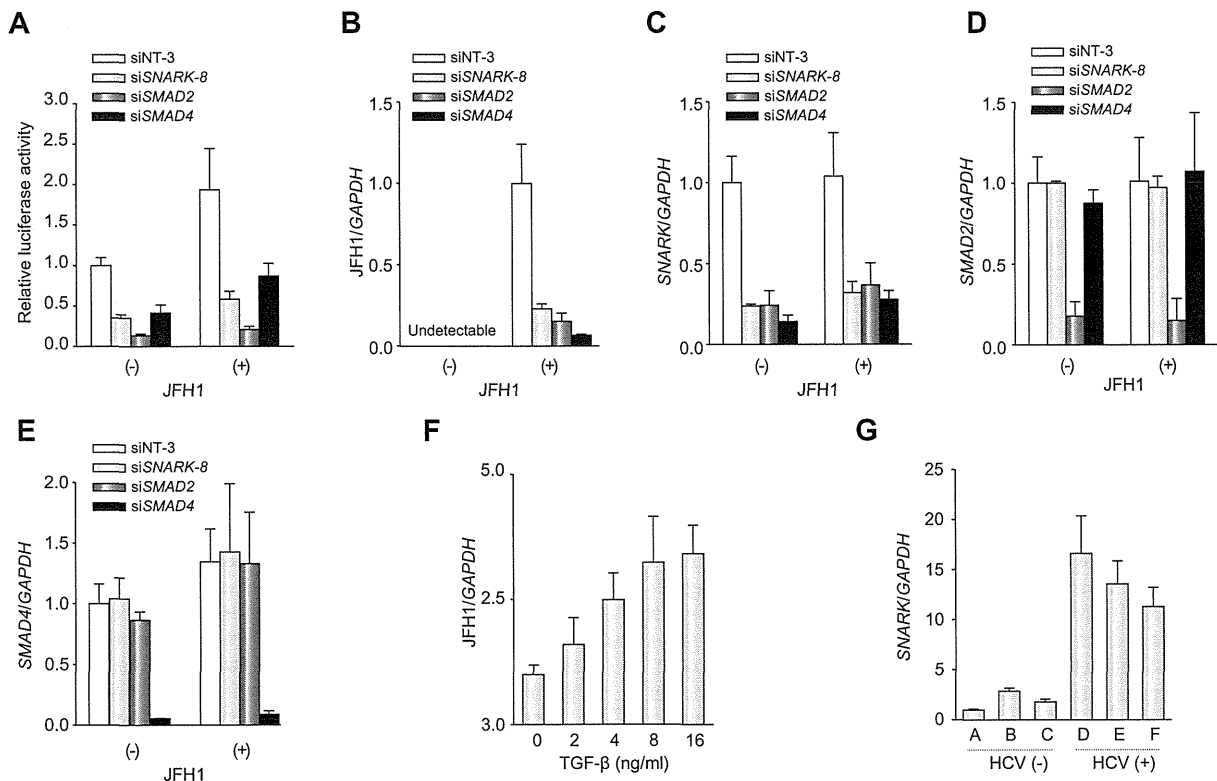 A
siNT-3
siSNARK-8
siSMAD2
siSMAD4
Relative luciferase activity
3.0
2.5
2.0
1.5
1.0
0.5
0.0
(-)
(+)
JFH1
B
siNT-3
siSNARK-8
siSMAD2
siSMAD4
JFH1/GAPDH
1.5
1.0
0.5
0.0
Undetectable
(-)
(+)
JFH1
C
siNT-3
siSNARK-8
siSMAD2
siSMAD4
SNARK/GAPDH
1.5
1.0
0.5
0.0
(-)
(+)
JFH1
D
siNT-3
siSNARK-8
siSMAD2
siSMAD4
SMAD2/GAPDH
1.5
1.0
0.5
0.0
(-)
(+)
JFH1
E
siNT-3
siSNARK-8
siSMAD2
siSMAD4
SMAD4/GAPDH
2.0
1.5
1.0
0.5
0.0
(-)
(+)
JFH1
F
JFH1/GAPDH
5.0
2.5
3.0
0 2 4 8 16
TGF-β (ng/ml)
G
SNARK/GAPDH
25
20
15
10
5
0
A B C D E F
HCV (-) HCV (+)